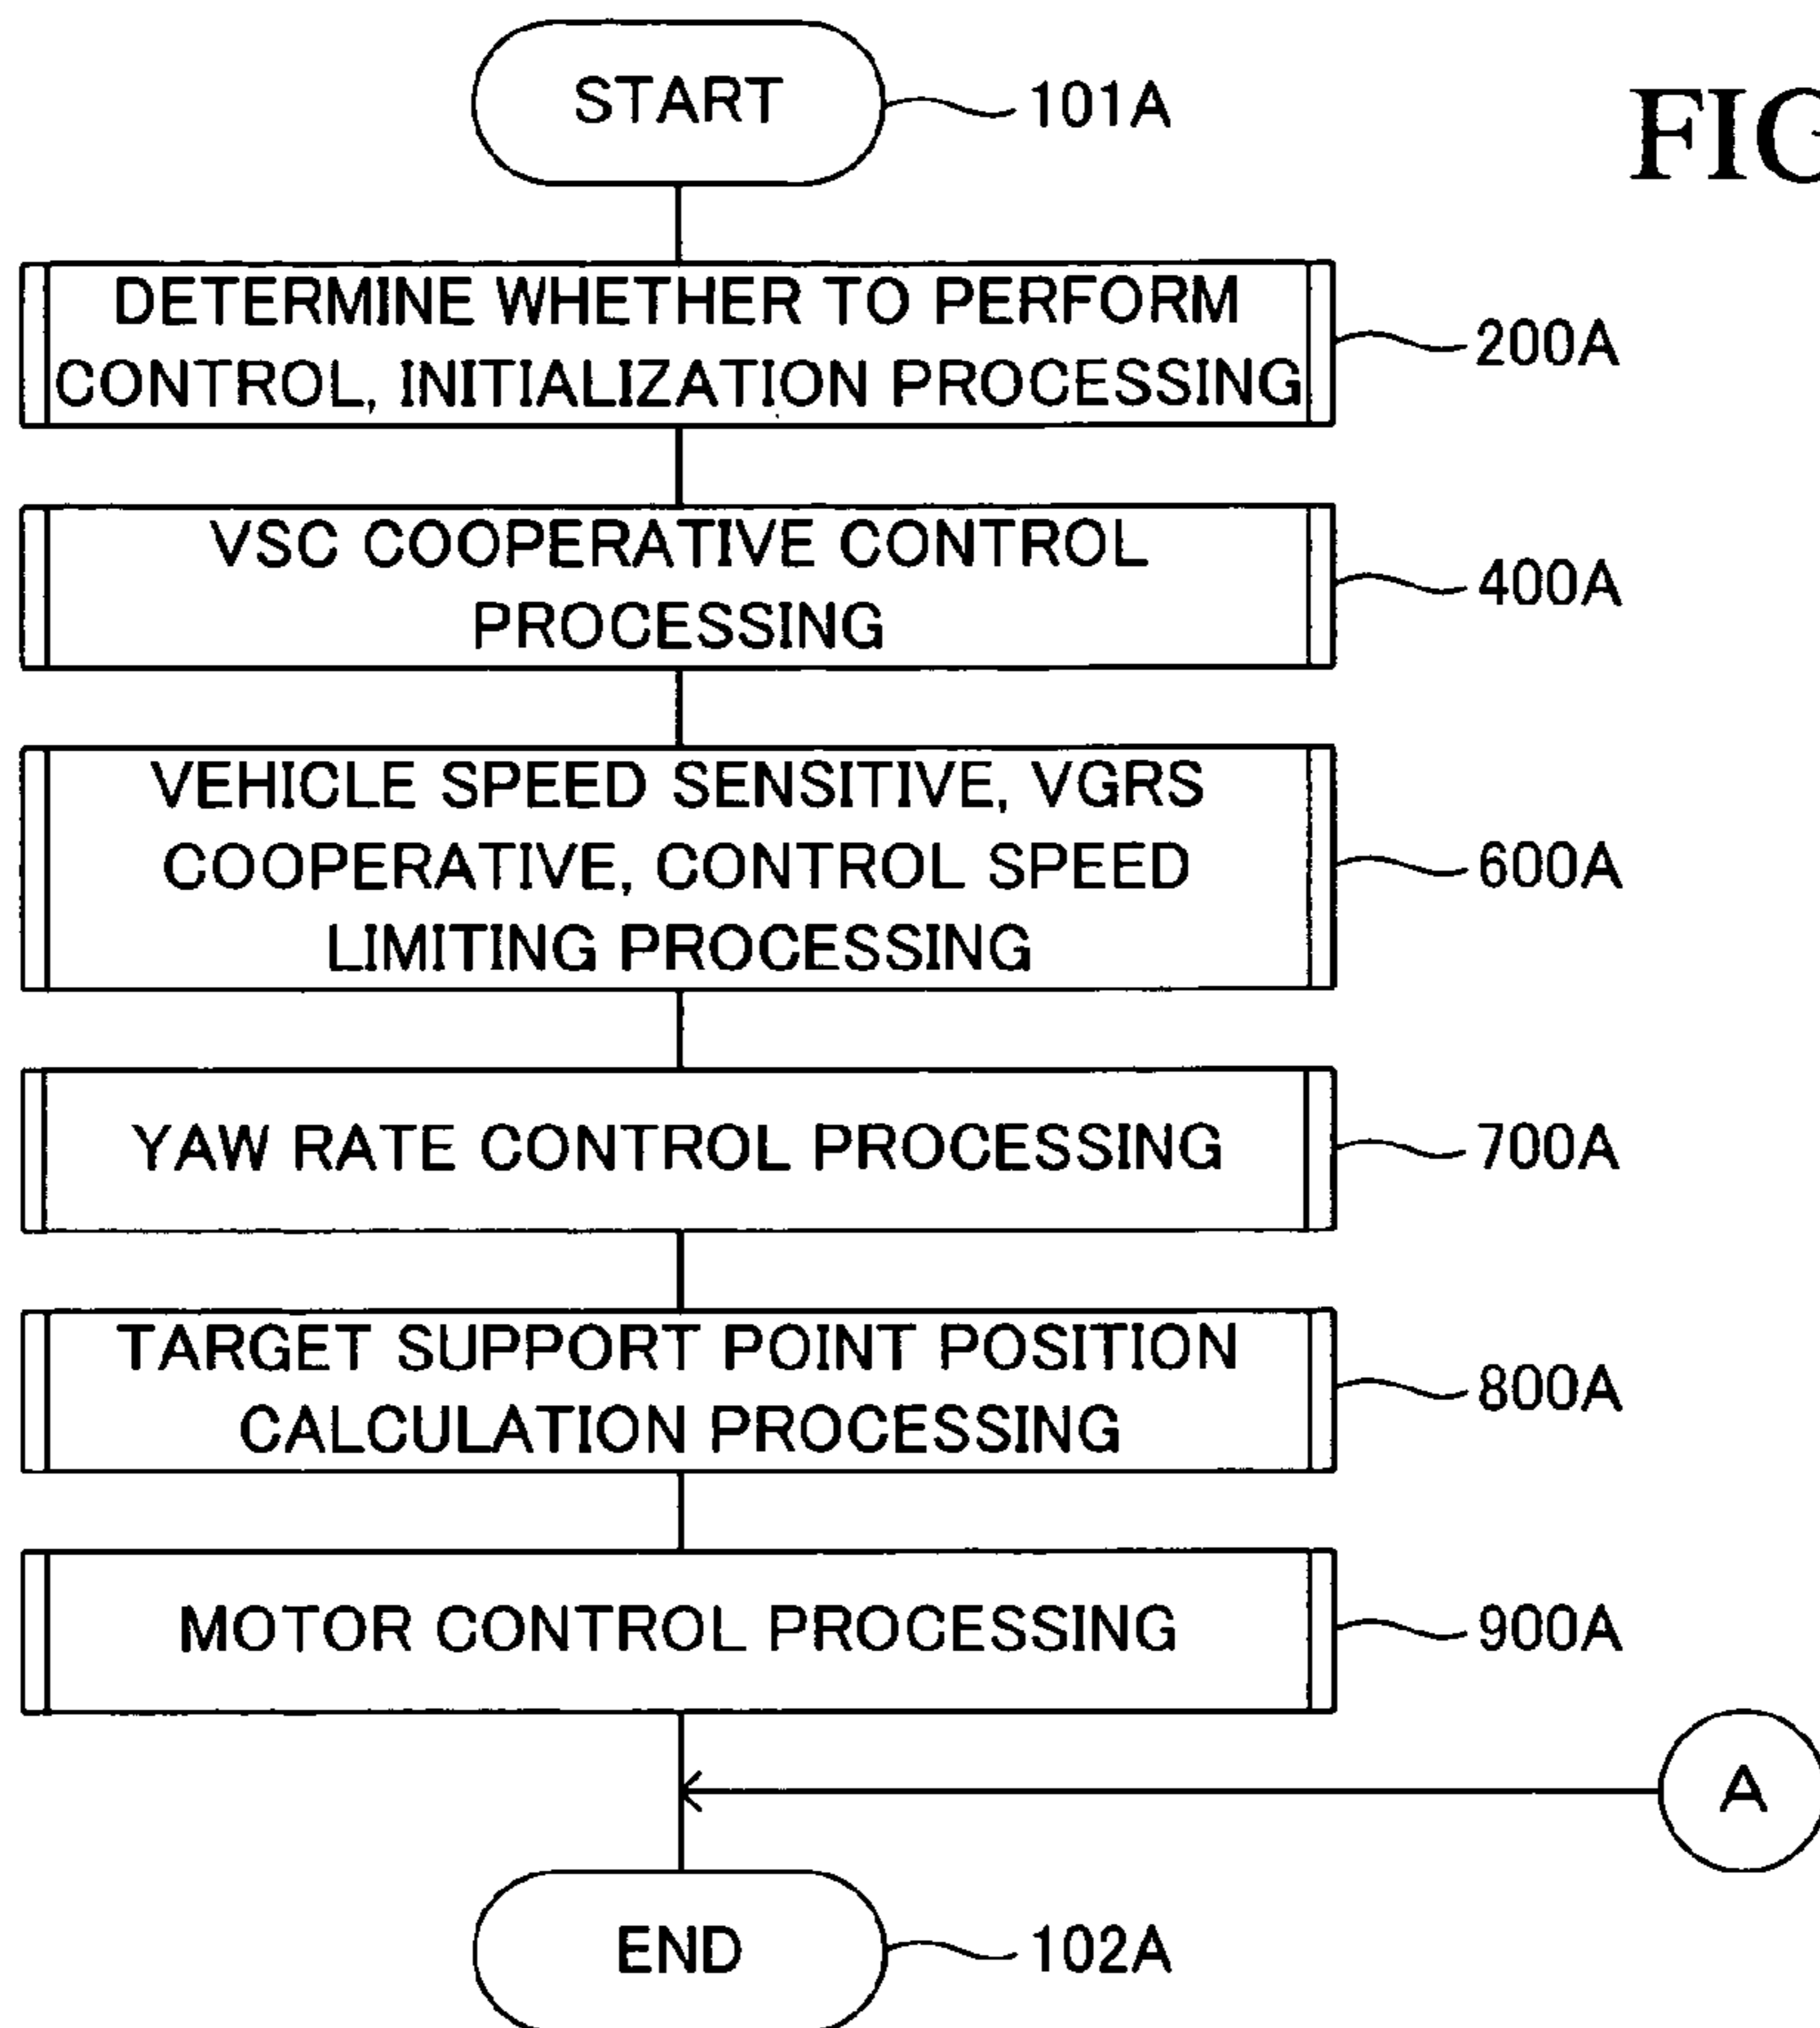 START
101A
FIG
DETERMINE WHETHER TO PERFORM
CONTROL, INITIALIZATION PROCESSING
200A
VSC COOPERATIVE CONTROL
PROCESSING
400A
VEHICLE SPEED SENSITIVE, VGRS
COOPERATIVE, CONTROL SPEED
LIMITING PROCESSING
600A
YAW RATE CONTROL PROCESSING
700A
TARGET SUPPORT POINT POSITION
CALCULATION PROCESSING
800A
MOTOR CONTROL PROCESSING
900A
A
END
102A